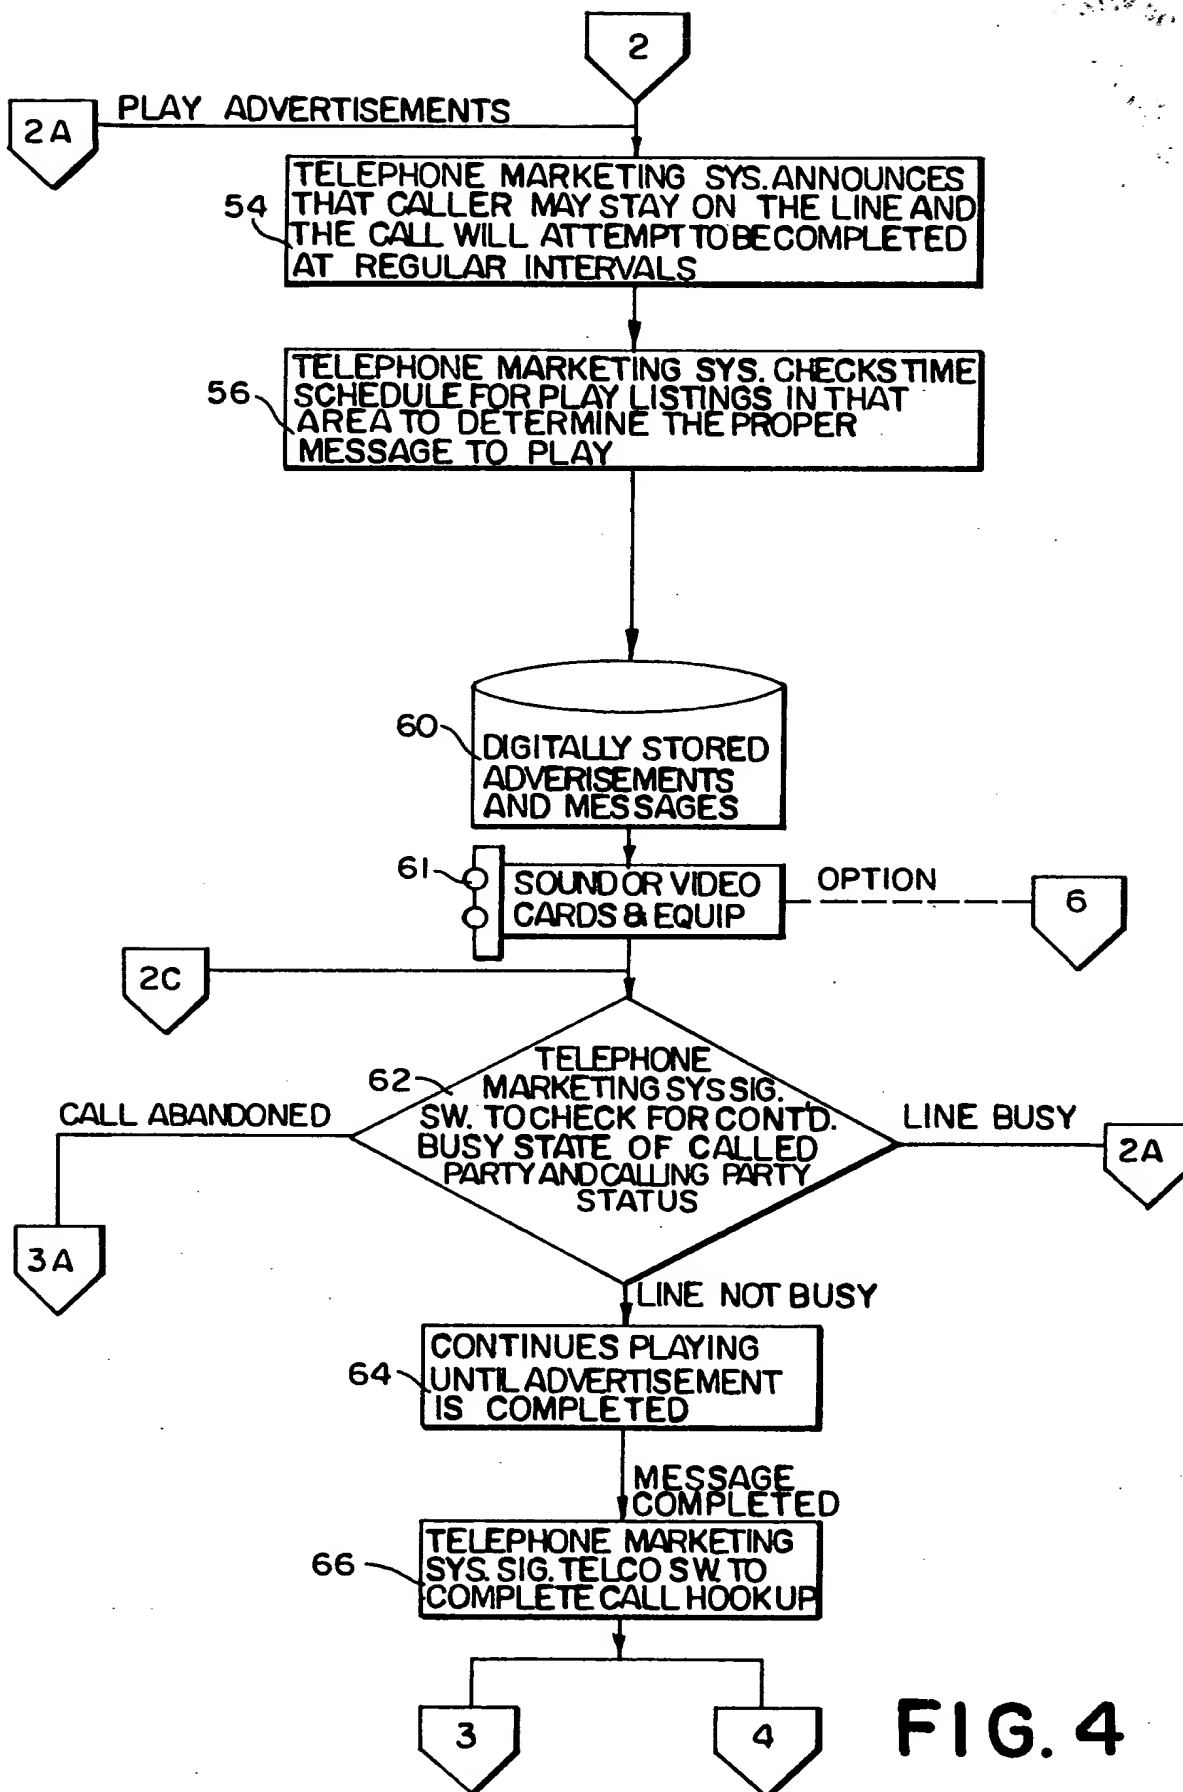 2
PLAY ADVERTISEMENTS
2A
TELEPHONE MARKETING SYS. ANNOUNCES
THAT CALLER MAY STAY ON THE LINE AND
THE CALL WILL ATTEMPT TO BE COMPLETED
AT REGULAR INTERVALS
54
TELEPHONE MARKETING SYS. CHECKS TIME
SCHEDULE FOR PLAY LISTINGS IN THAT
AREA TO DETERMINE THE PROPER
MESSAGE TO PLAY
56
60
DIGITALLY STORED
ADVERISEMENTS
AND MESSAGES
61
SOUND OR VIDEO
CARDS & EQUIP
OPTION
6
2C
62
TELEPHONE
MARKETING SYS SIG.
SW. TO CHECK FOR CONT'D.
BUSY STATE OF CALLED
PARTY AND CALLING PARTY
STATUS
CALL ABANDONED
3A
LINE BUSY
2A
LINE NOT BUSY
64
CONTINUES PLAYING
UNTIL ADVERTISEMENT
IS COMPLETED
MESSAGE
COMPLETED
66
TELEPHONE MARKETING
SYS. SIG. TELCO SW. TO
COMPLETE CALL HOOKUP
3
4
FIG. 4